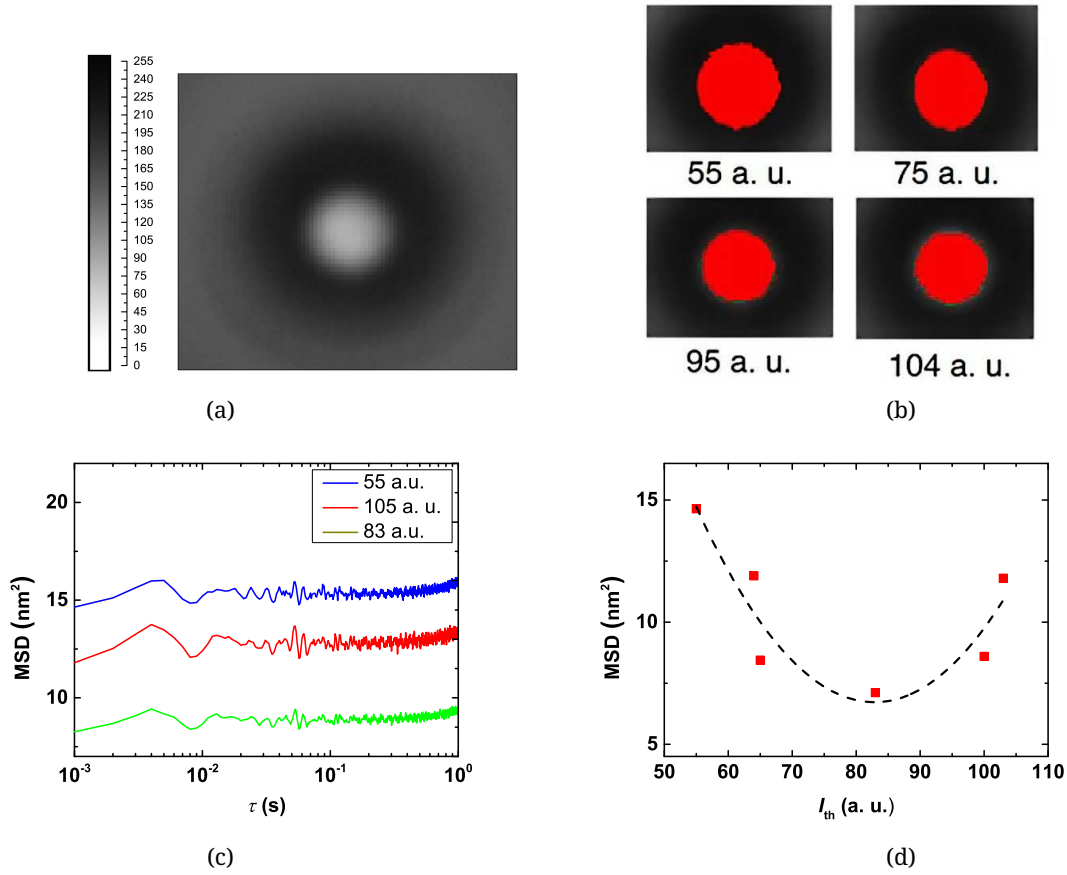 255
240
225
210
195
180
165
150
135
120
105
90
75
60
45
30
15
0
(a)
55 a. u.
75 a. u.
95 a. u.
104 a. u.
(b)
MSD (nm²)
20
15
10
55 a.u.
105 a. u.
83 a.u.
10⁻³ 10⁻² 10⁻¹ 10⁰
τ (s)
(c)
MSD (nm²)
15
10
5
50 60 70 80 90 100 110
I_th (a. u.)
(d)